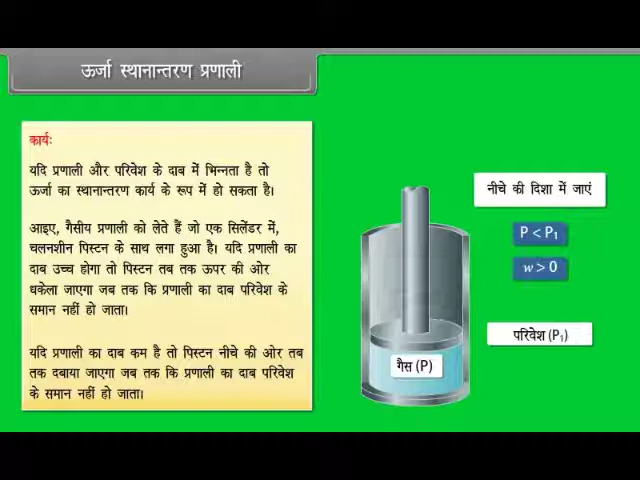 ऊर्जा स्थानान्तरण प्रणाली
कार्यः
यदि प्रणाली और परिवेश के दाब में भिन्नता है तो
ऊर्जा का स्थानान्तरण कार्य के रूप में हो सकता है।
आइए, गैसीय प्रणाली को लेते हैं जो एक सिलेंडर में,
चलनशीन पिस्टन के साथ लगा हुआ है। यदि प्रणाली का
दाब उच्च होगा तो पिस्टन तब तक ऊपर की ओर
धकेला जाएगा जब तक कि प्रणाली का दाब परिवेश के
समान नहीं हो जाता।
यदि प्रणाली का दाब कम है तो पिस्टन नीचे की ओर तब
तक दबाया जाएगा जब तक कि प्रणाली का दाब परिवेश
के समान नहीं हो जाता।
नीचे की दिशा में जाएं
P < P₁
w > 0
परिवेश (P₁)
गैस (P)